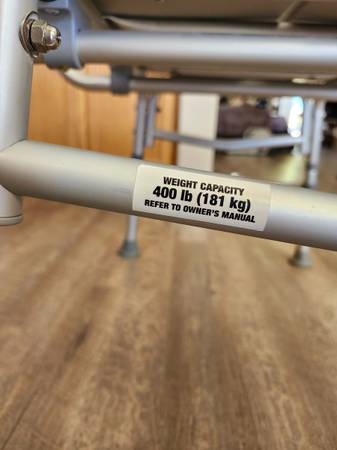 WEIGHT CAPACITY
400 lb (181 kg)
REFER TO OWNER'S MANUAL